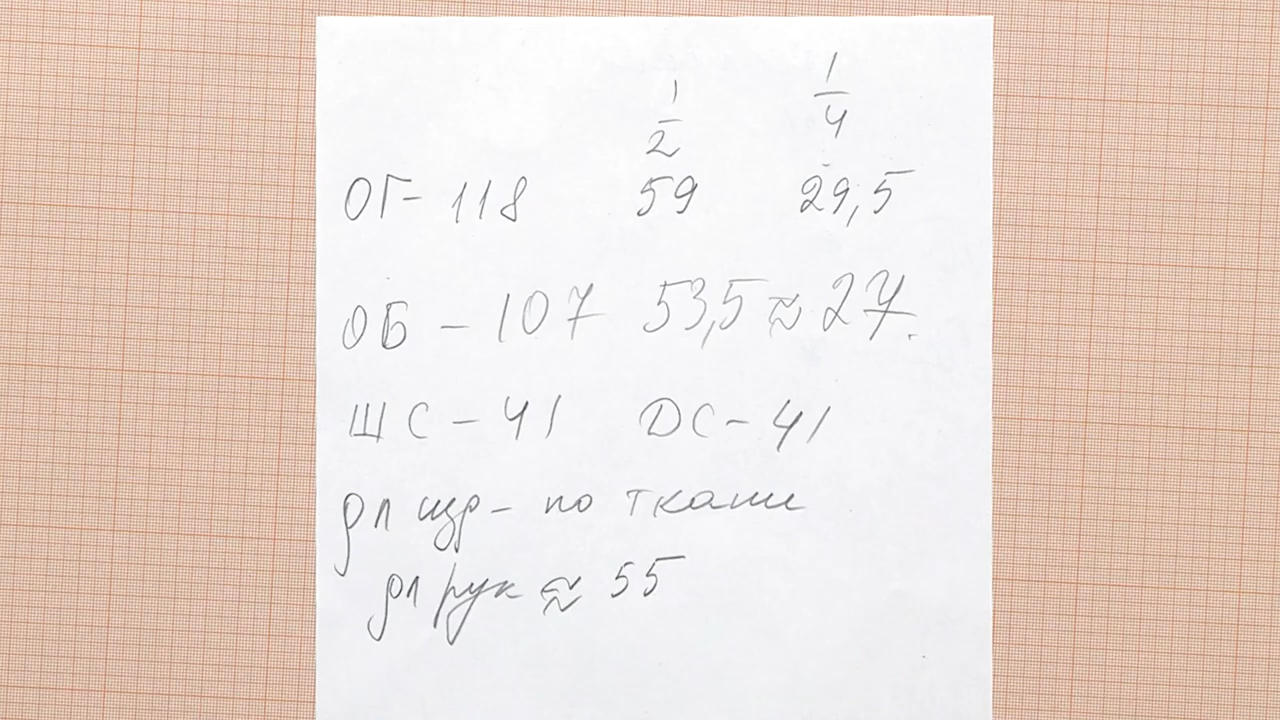 1/2 1/4
ОГ- 118 59 29,5
ОБ - 107 53,5 ≈ 27.
ШС - 41 ДС - 41
дл изр - по ткани
дл рук ≈ 55